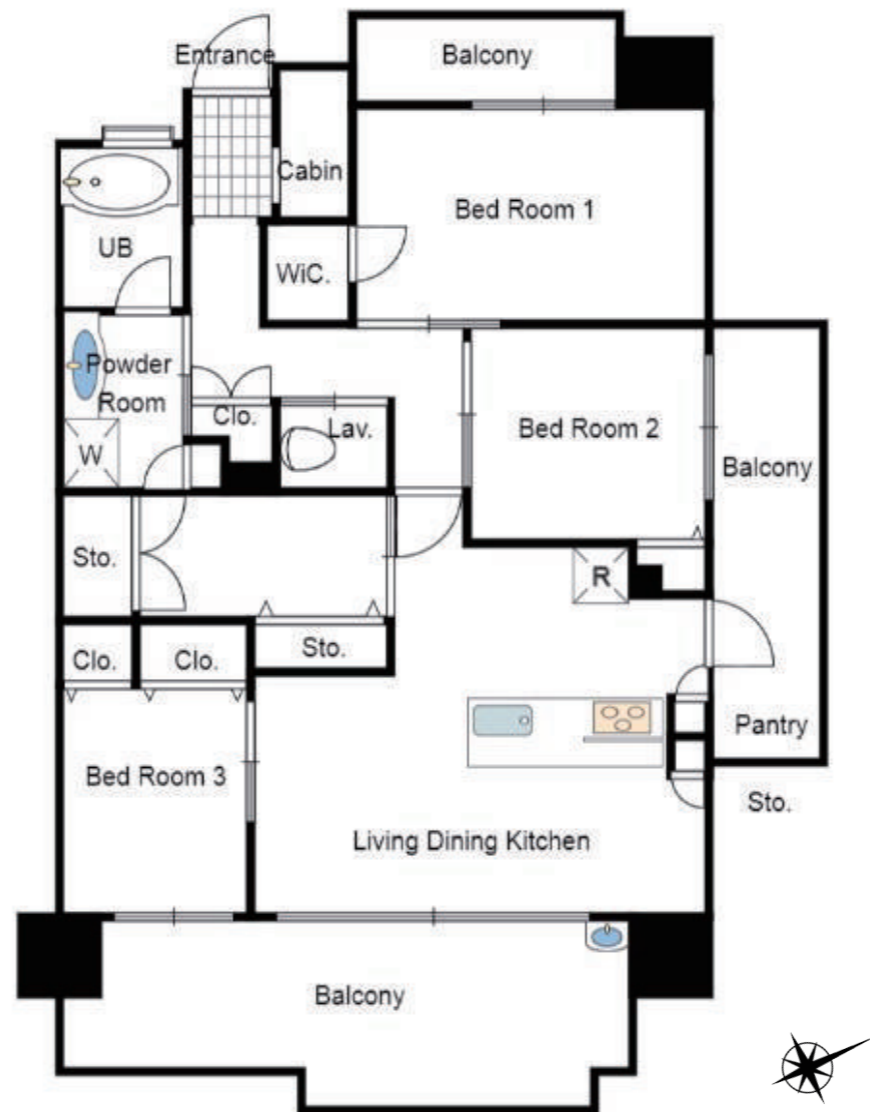 Entrance
Balcony
Cabin
Bed Room 1
UB
WiC.
Powder
Room
Clo.
Lav.
Bed Room 2
Balcony
W
Sto.
R
Clo.
Clo.
Sto.
Pantry
Bed Room 3
Sto.
Living Dining Kitchen
Balcony